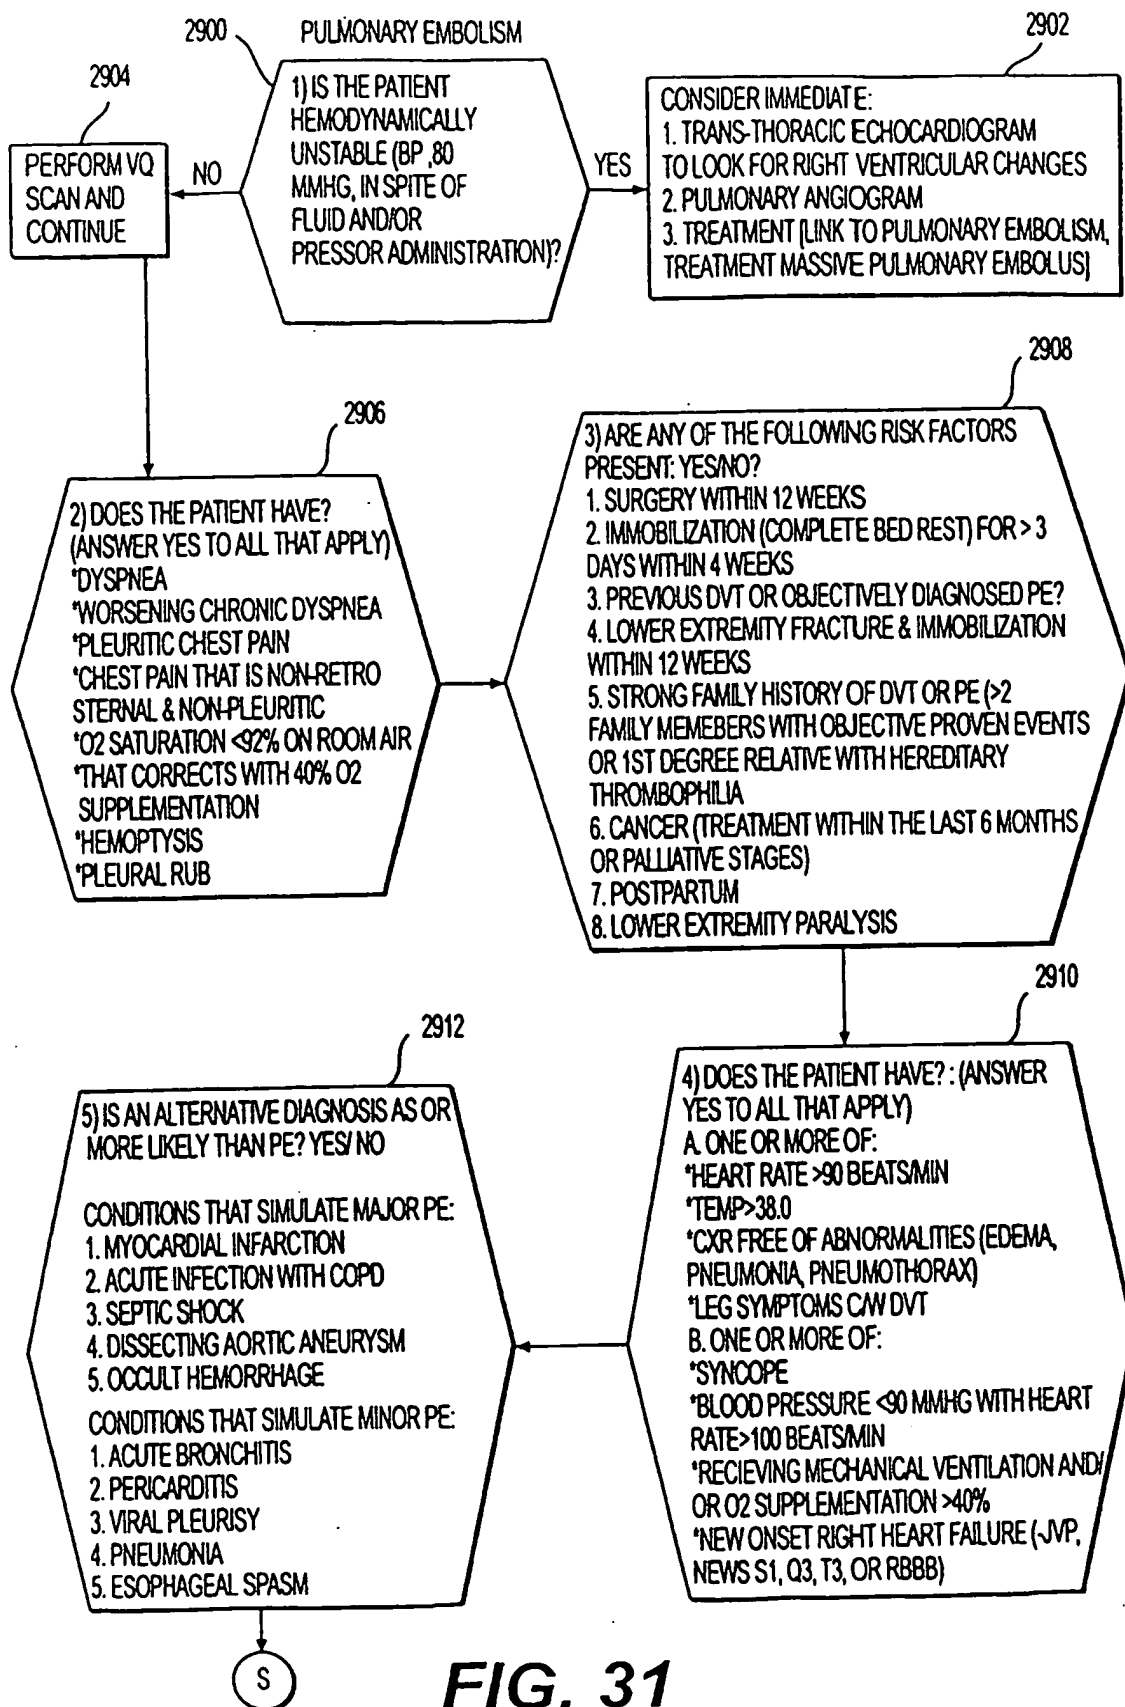 2900
PULMONARY EMBOLISM
1) IS THE PATIENT
HEMODYNAMICALLY
UNSTABLE (BP ,80
MMHG, IN SPITE OF
FLUID AND/OR
PRESSOR ADMINISTRATION)?
NO
YES
2904
PERFORM VQ
SCAN AND
CONTINUE
2902
CONSIDER IMMEDIATE:
1. TRANS-THORACIC ECHOCARDIOGRAM
TO LOOK FOR RIGHT VENTRICULAR CHANGES
2. PULMONARY ANGIOGRAM
3. TREATMENT [LINK TO PULMONARY EMBOLISM,
TREATMENT MASSIVE PULMONARY EMBOLUS]
2906
2) DOES THE PATIENT HAVE?
(ANSWER YES TO ALL THAT APPLY)
*DYSPNEA
*WORSENING CHRONIC DYSPNEA
*PLEURITIC CHEST PAIN
*CHEST PAIN THAT IS NON-RETRO
STERNAL & NON-PLEURITIC
*O2 SATURATION <92% ON ROOM AIR
*THAT CORRECTS WITH 40% O2
SUPPLEMENTATION
*HEMOPTYSIS
*PLEURAL RUB
2908
3) ARE ANY OF THE FOLLOWING RISK FACTORS
PRESENT: YES/NO?
1. SURGERY WITHIN 12 WEEKS
2. IMMOBILIZATION (COMPLETE BED REST) FOR > 3
DAYS WITHIN 4 WEEKS
3. PREVIOUS DVT OR OBJECTIVELY DIAGNOSED PE?
4. LOWER EXTREMITY FRACTURE & IMMOBILIZATION
WITHIN 12 WEEKS
5. STRONG FAMILY HISTORY OF DVT OR PE (>2
FAMILY MEMEBERS WITH OBJECTIVE PROVEN EVENTS
OR 1ST DEGREE RELATIVE WITH HEREDITARY
THROMBOPHILIA
6. CANCER (TREATMENT WITHIN THE LAST 6 MONTHS
OR PALLIATIVE STAGES)
7. POSTPARTUM
8. LOWER EXTREMITY PARALYSIS
2910
4) DOES THE PATIENT HAVE? : (ANSWER
YES TO ALL THAT APPLY)
A. ONE OR MORE OF:
*HEART RATE >90 BEATS/MIN
*TEMP>38.0
*CXR FREE OF ABNORMALITIES (EDEMA,
PNEUMONIA, PNEUMOTHORAX)
*LEG SYMPTOMS C/W DVT
B. ONE OR MORE OF:
*SYNCOPE
*BLOOD PRESSURE <90 MMHG WITH HEART
RATE>100 BEATS/MIN
*RECIEVING MECHANICAL VENTILATION AND/
OR O2 SUPPLEMENTATION >40%
*NEW ONSET RIGHT HEART FAILURE (-JVP,
NEWS S1, Q3, T3, OR RBBB)
2912
5) IS AN ALTERNATIVE DIAGNOSIS AS OR
MORE LIKELY THAN PE? YES/ NO
CONDITIONS THAT SIMULATE MAJOR PE:
1. MYOCARDIAL INFARCTION
2. ACUTE INFECTION WITH COPD
3. SEPTIC SHOCK
4. DISSECTING AORTIC ANEURYSM
5. OCCULT HEMORRHAGE
CONDITIONS THAT SIMULATE MINOR PE:
1. ACUTE BRONCHITIS
2. PERICARDITIS
3. VIRAL PLEURISY
4. PNEUMONIA
5. ESOPHAGEAL SPASM
S
FIG. 31